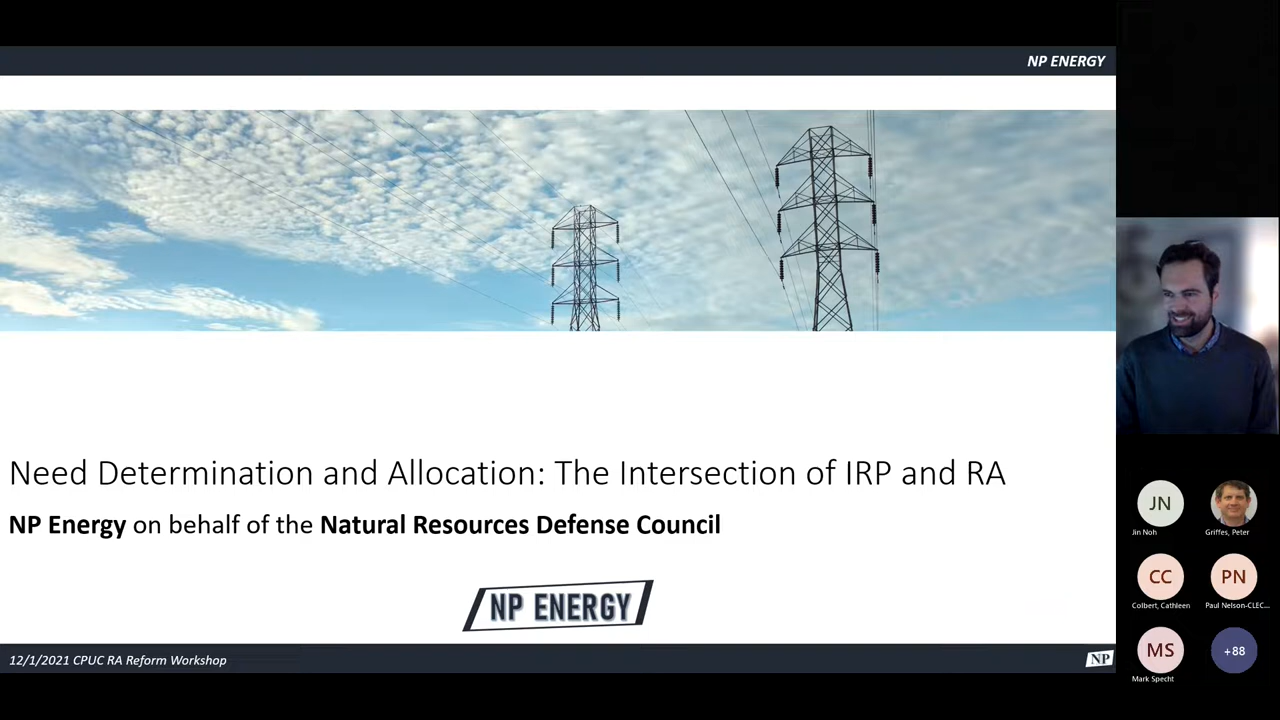 NP ENERGY
Need Determination and Allocation: The Intersection of IRP and RA
NP Energy on behalf of the Natural Resources Defense Council
NP ENERGY
12/1/2021 CPUC RA Reform Workshop
NP
JN
Jin Noh
Griffes, Peter
CC
Colbert, Cathleen
PN
Paul Nelson-CLEC...
MS
Mark Specht
+88